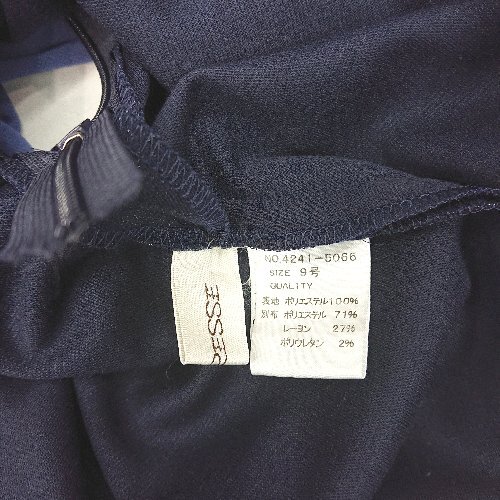 NO.4241-5066
SIZE 9号
QUALITY
表地 ポリエステル100%
別布 ポリエステル 71%
レーヨン 27%
ポリウレタン 2%
ESSE